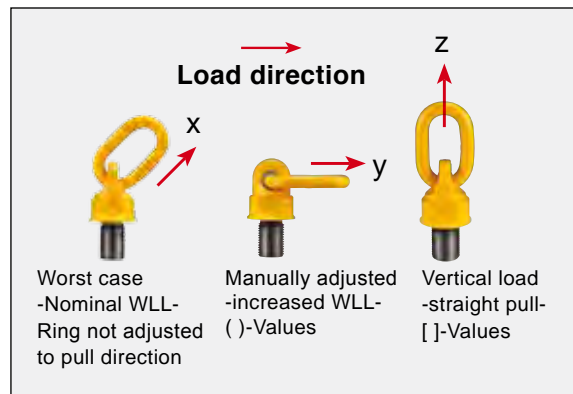 Load direction
x
y
z
Worst case
-Nominal WLL-
Ring not adjusted
to pull direction
Manually adjusted
-increased WLL-
( )-Values
Vertical load
-straight pull-
[ ]-Values